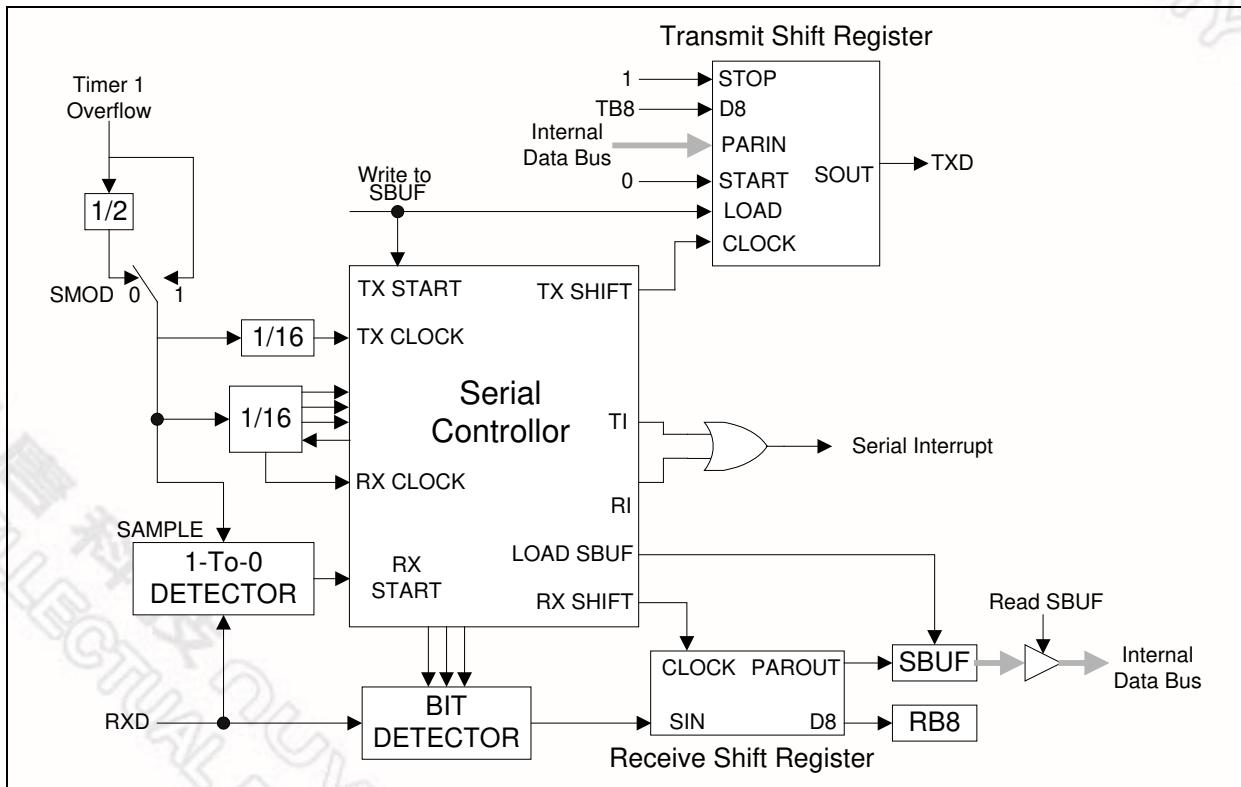 Transmit Shift Register
Timer 1
Overflow
1
STOP
TB8
D8
Internal
Data Bus
PARIN
SOUT
TXD
0
START
Write to
SBUF
LOAD
CLOCK
1/2
SMOD 0 1
TX START
TX SHIFT
1/16
TX CLOCK
1/16
Serial
Controllor
TI
Serial Interrupt
RX CLOCK
RI
SAMPLE
1-To-0
DETECTOR
RX
START
LOAD SBUF
RX SHIFT
Read SBUF
CLOCK
PAROUT
SBUF
Internal
Data Bus
RXD
BIT
DETECTOR
SIN
D8
RB8
Receive Shift Register